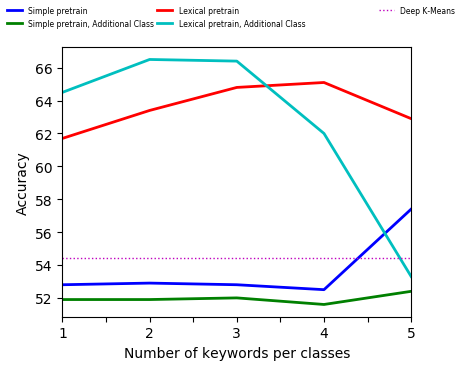 Simple pretrain
Lexical pretrain
Deep K-Means
Simple pretrain, Additional Class
Lexical pretrain, Additional Class
66
64
62
60
58
56
54
52
Accuracy
1 2 3 4 5
Number of keywords per classes